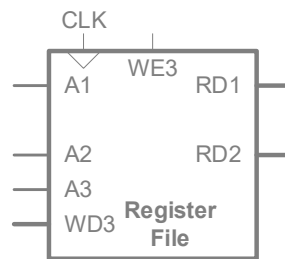 CLK
WE3
A1 RD1
A2 RD2
A3
WD3
Register
File